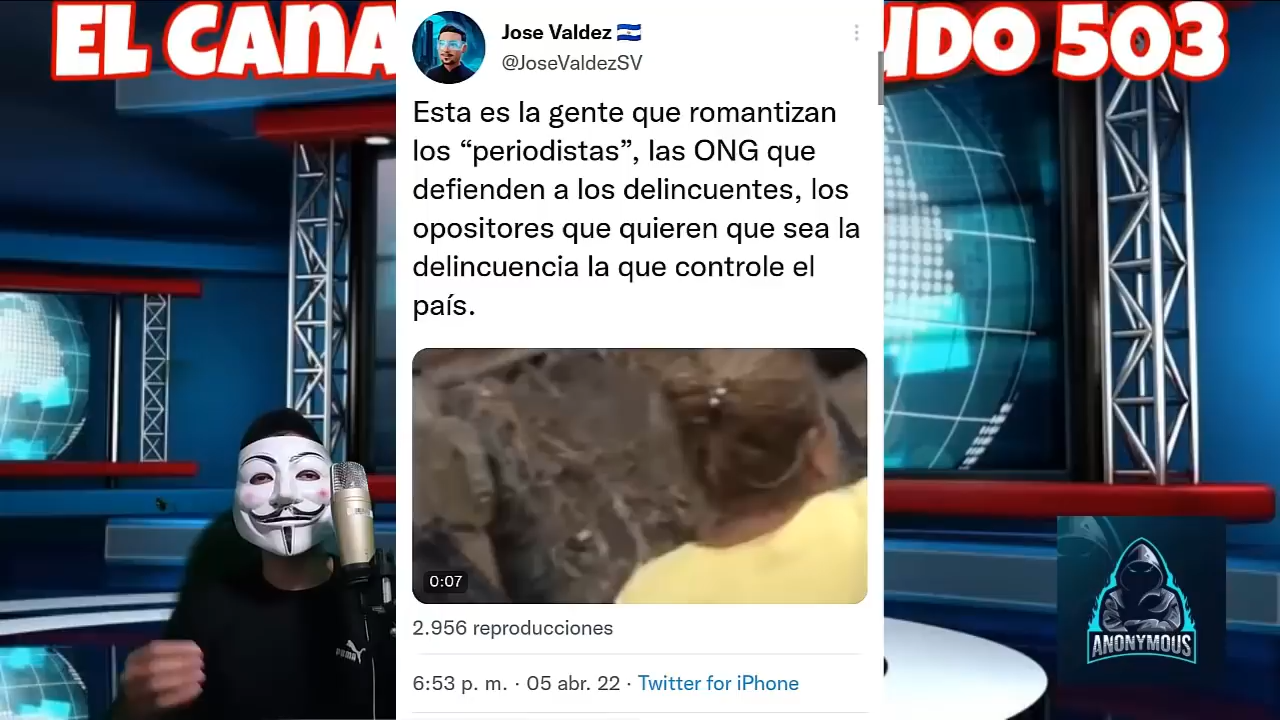 EL CANA
NDO 503
Jose Valdez
@JoseValdezSV
Esta es la gente que romantizan
los “periodistas”, las ONG que
defienden a los delincuentes, los
opositores que quieren que sea la
delincuencia la que controle el
país.
0:07
2.956 reproducciones
6:53 p. m. · 05 abr. 22 · Twitter for iPhone
PUMA
ANONYMOUS